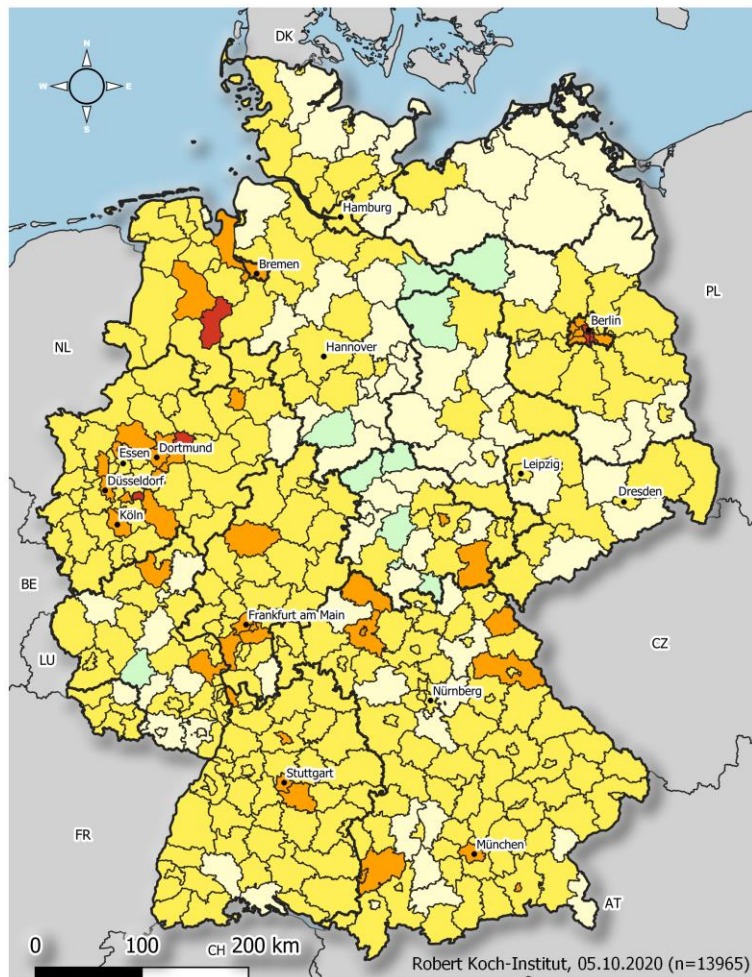 DK
N
W E
S
Hamburg
Bremen
PL
Berlin
NL
Hannover
Essen
Dortmund
Düsseldorf
Leipzig
Köln
Dresden
BE
Frankfurt am Main
LU
CZ
Nürnberg
Stuttgart
FR
München
AT
0 100 200 km
CH
Robert Koch-Institut, 05.10.2020 (n=13965)